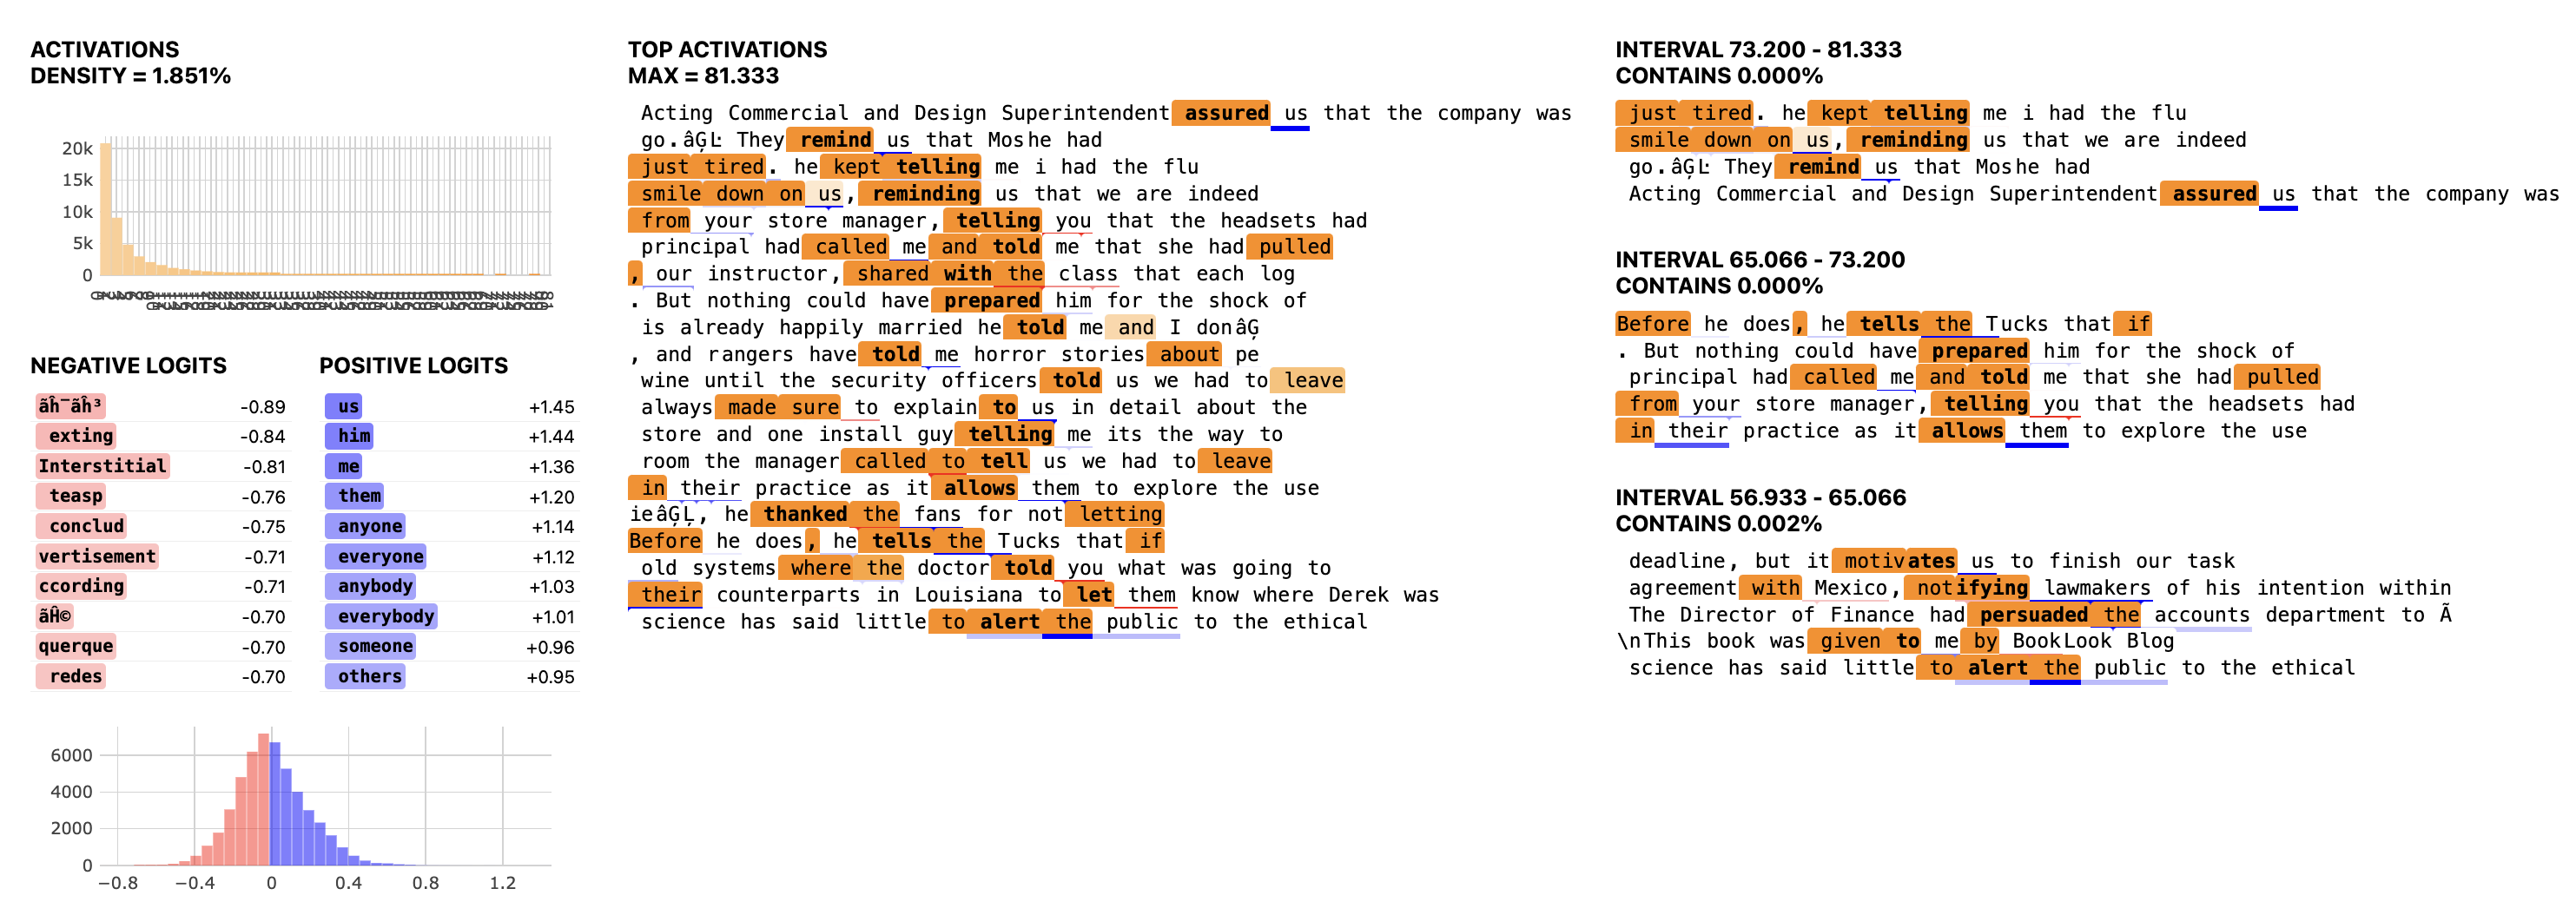 ACTIVATIONS
DENSITY = 1.851%
20k
15k
10k
5k
0
NEGATIVE LOGITS
ãĥ¯ãĥ³ -0.89
exting -0.84
Interstitial -0.81
teasp -0.76
conclud -0.75
vertisement -0.71
ccording -0.71
ãĤ© -0.70
querque -0.70
redes -0.70
POSITIVE LOGITS
us +1.45
him +1.44
me +1.36
them +1.20
anyone +1.14
everyone +1.12
anybody +1.03
everybody +1.01
someone +0.96
others +0.95
6000
4000
2000
0
−0.8 −0.4 0 0.4 0.8 1.2
TOP ACTIVATIONS
MAX = 81.333
Acting Commercial and Design Superintendent assured us that the company was
go.âĢĿ They remind us that Moshe had
just tired. he kept telling me i had the flu
smile down on us, reminding us that we are indeed
from your store manager, telling you that the headsets had
principal had called me and told me that she had pulled
, our instructor, shared with the class that each log
. But nothing could have prepared him for the shock of
is already happily married he told me and I donâĢ
, and rangers have told me horror stories about pe
wine until the security officers told us we had to leave
always made sure to explain to us in detail about the
store and one install guy telling me its the way to
room the manager called to tell us we had to leave
in their practice as it allows them to explore the use
ieâĢĿ, he thanked the fans for not letting
Before he does, he tells the Tucks that if
old systems where the doctor told you what was going to
their counterparts in Louisiana to let them know where Derek was
science has said little to alert the public to the ethical
INTERVAL 73.200 - 81.333
CONTAINS 0.000%
just tired. he kept telling me i had the flu
smile down on us, reminding us that we are indeed
go.âĢĿ They remind us that Moshe had
Acting Commercial and Design Superintendent assured us that the company was
INTERVAL 65.066 - 73.200
CONTAINS 0.000%
Before he does, he tells the Tucks that if
. But nothing could have prepared him for the shock of
principal had called me and told me that she had pulled
from your store manager, telling you that the headsets had
in their practice as it allows them to explore the use
INTERVAL 56.933 - 65.066
CONTAINS 0.002%
deadline, but it motivates us to finish our task
agreement with Mexico, notifying lawmakers of his intention within
The Director of Finance had persuaded the accounts department to Ã
\nThis book was given to me by BookLook Blog
science has said little to alert the public to the ethical